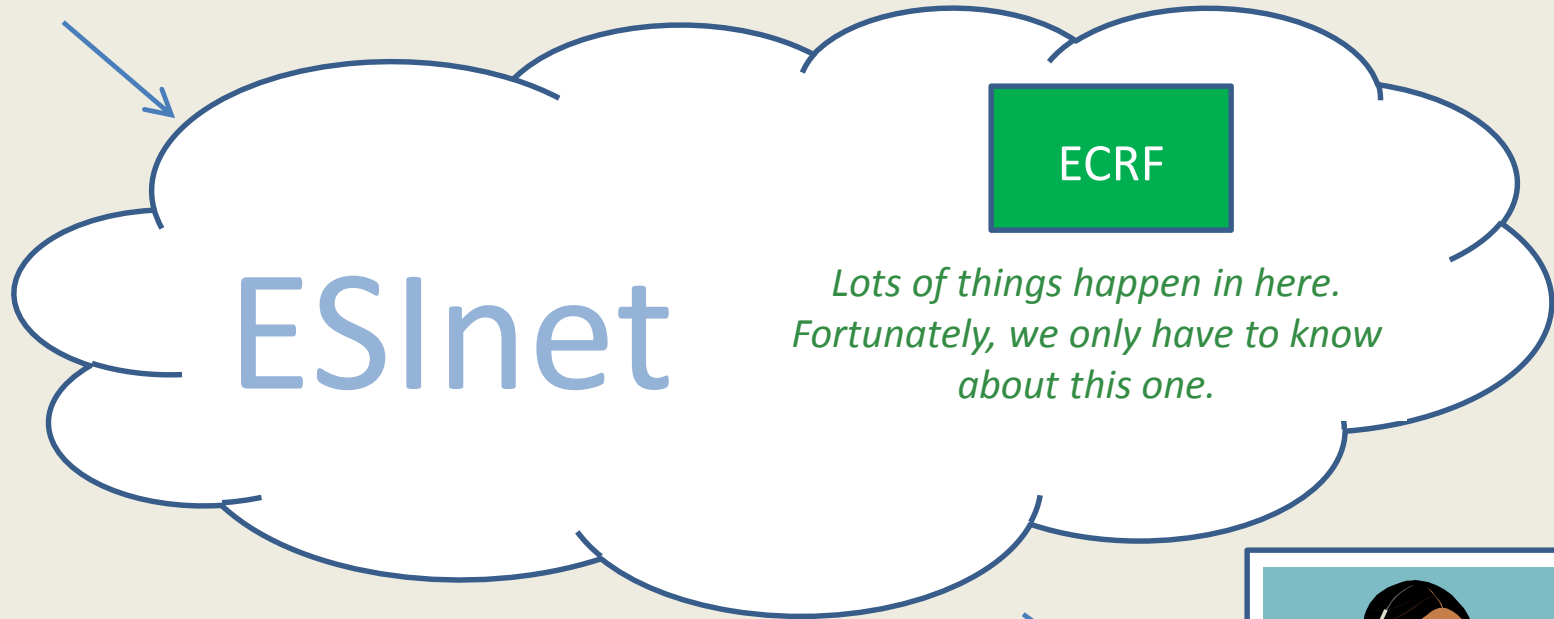 ECRF
ESInet
Lots of things happen in here.
Fortunately, we only have to know
about this one.